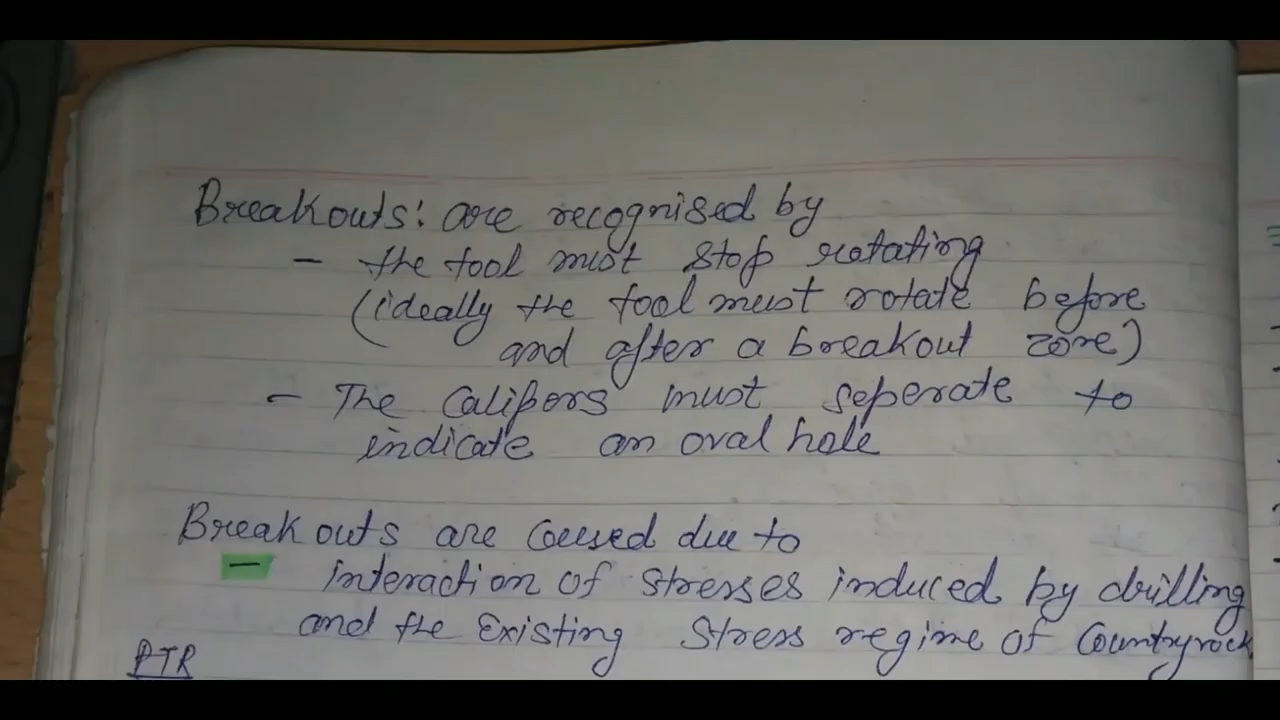 Breakouts: are recognised by
- the tool must stop rotating
(ideally the tool must rotate before
and after a breakout zone)
- The Calipers must seperate to
indicate an oval hole
Breakouts are Caused due to
- interaction of stresses induced by drilling
and the Existing Stress regime of Countryrock
PTR